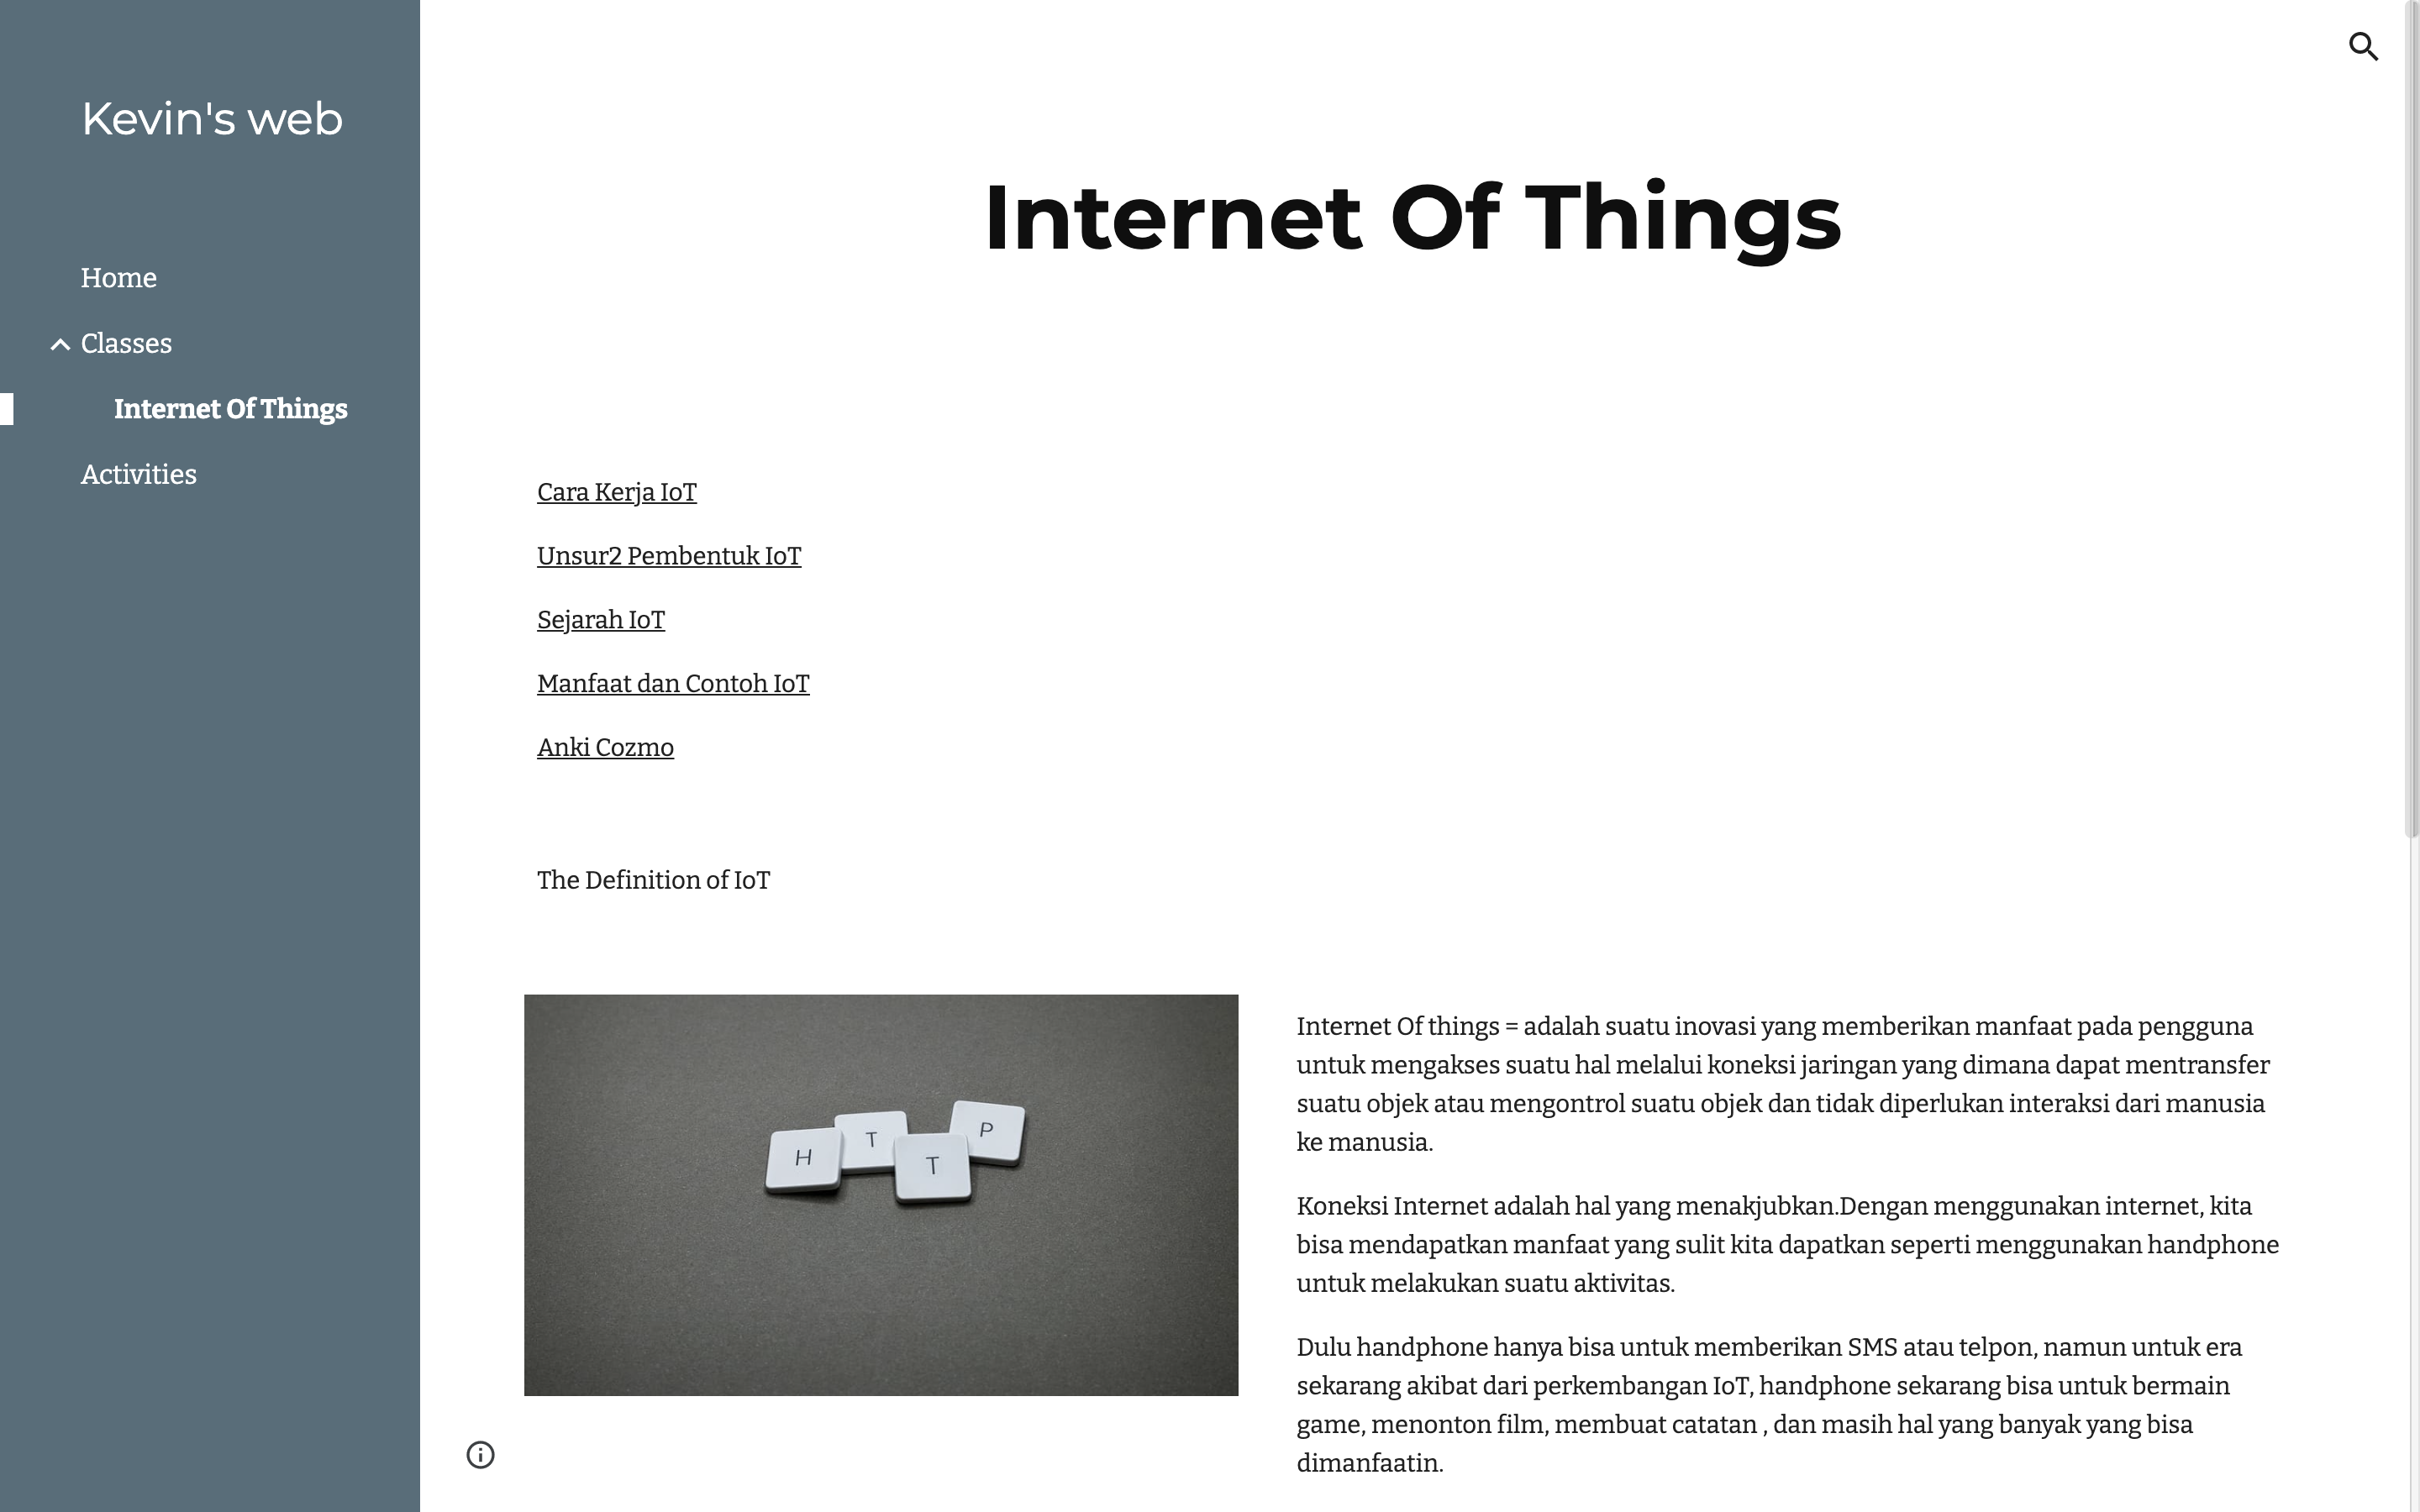 Kevin's web
Home
Classes
Internet Of Things
Activities
Internet Of Things
Cara Kerja IoT
Unsur2 Pembentuk IoT
Sejarah IoT
Manfaat dan Contoh IoT
Anki Cozmo
The Definition of IoT
H T T P
Internet Of things = adalah suatu inovasi yang memberikan manfaat pada pengguna
untuk mengakses suatu hal melalui koneksi jaringan yang dimana dapat mentransfer
suatu objek atau mengontrol suatu objek dan tidak diperlukan interaksi dari manusia
ke manusia.
Koneksi Internet adalah hal yang menakjubkan.Dengan menggunakan internet, kita
bisa mendapatkan manfaat yang sulit kita dapatkan seperti menggunakan handphone
untuk melakukan suatu aktivitas.
Dulu handphone hanya bisa untuk memberikan SMS atau telpon, namun untuk era
sekarang akibat dari perkembangan IoT, handphone sekarang bisa untuk bermain
game, menonton film, membuat catatan , dan masih hal yang banyak yang bisa
dimanfaatin.